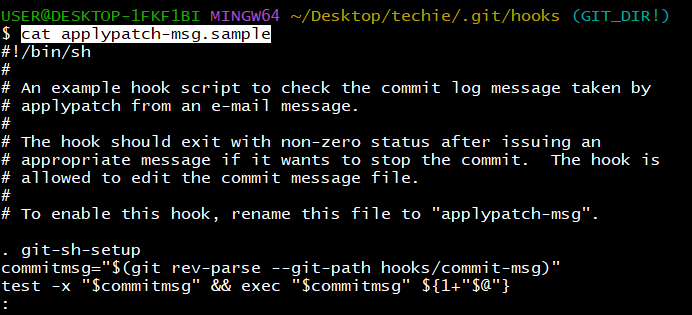 USER@DESKTOP-1FKF1BI MINGW64 ~/Desktop/techie/.git/hooks (GIT_DIR!)
$ cat applypatch-msg.sample
#!/bin/sh
#
# An example hook script to check the commit log message taken by
# applypatch from an e-mail message.
#
# The hook should exit with non-zero status after issuing an
# appropriate message if it wants to stop the commit.  The hook is
# allowed to edit the commit message file.
#
# To enable this hook, rename this file to "applypatch-msg".

. git-sh-setup
commitmsg="$(git rev-parse --git-path hooks/commit-msg)"
test -x "$commitmsg" && exec "$commitmsg" ${1+"$@"}
: